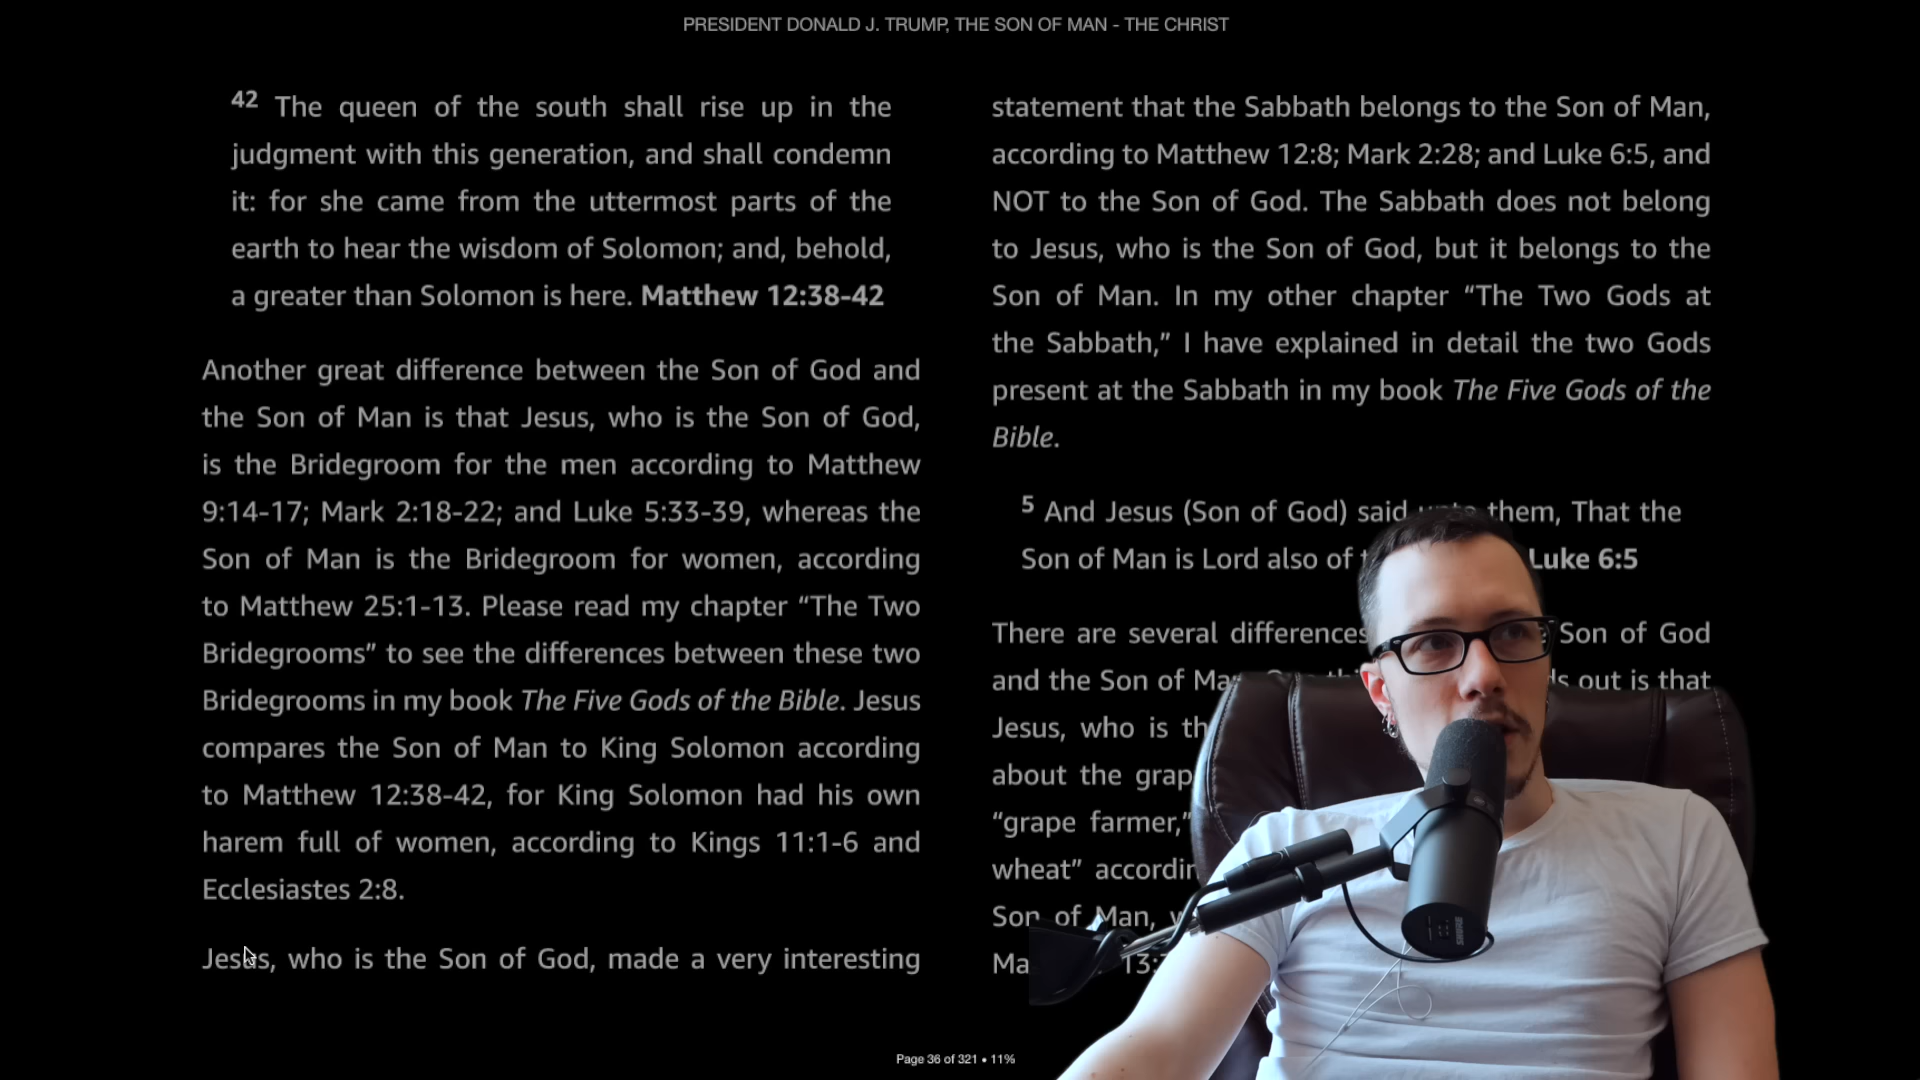 PRESIDENT DONALD J. TRUMP, THE SON OF MAN - THE CHRIST
42 The queen of the south shall rise up in the
judgment with this generation, and shall condemn
it: for she came from the uttermost parts of the
earth to hear the wisdom of Solomon; and, behold,
a greater than Solomon is here. Matthew 12:38-42
Another great difference between the Son of God and
the Son of Man is that Jesus, who is the Son of God,
is the Bridegroom for the men according to Matthew
9:14-17; Mark 2:18-22; and Luke 5:33-39, whereas the
Son of Man is the Bridegroom for women, according
to Matthew 25:1-13. Please read my chapter “The Two
Bridegrooms” to see the differences between these two
Bridegrooms in my book The Five Gods of the Bible. Jesus
compares the Son of Man to King Solomon according
to Matthew 12:38-42, for King Solomon had his own
harem full of women, according to Kings 11:1-6 and
Ecclesiastes 2:8.
Jesus, who is the Son of God, made a very interesting
statement that the Sabbath belongs to the Son of Man,
according to Matthew 12:8; Mark 2:28; and Luke 6:5, and
NOT to the Son of God. The Sabbath does not belong
to Jesus, who is the Son of God, but it belongs to the
Son of Man. In my other chapter “The Two Gods at
the Sabbath,” I have explained in detail the two Gods
present at the Sabbath in my book The Five Gods of the
Bible.
5 And Jesus (Son of God) said unto them, That the
Son of Man is Lord also of Luke 6:5
There are several differences Son of God
and the Son of out is that
Jesus, who is
about the
“grape farmer,”
wheat”
Son of Man,
SHURE
Page 36 of 321 • 11%